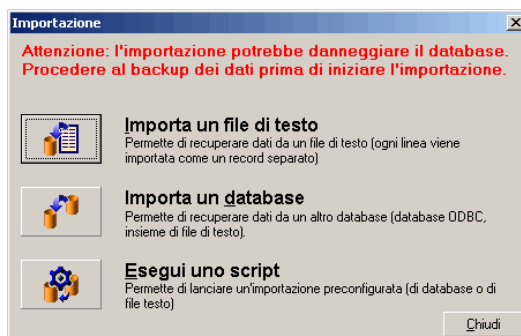 Importazione
Attenzione: l'importazione potrebbe danneggiare il database.
Procedere al backup dei dati prima di iniziare l'importazione.
Importa un file di testo
Permette di recuperare dati da un file di testo (ogni linea viene
importata come un record separato)
Importa un database
Permette di recuperare dati da un altro database (database ODBC,
insieme di file di testo).
Esegui uno script
Permette di lanciare un'importazione preconfigurata (di database o di
file testo)
Chiudi